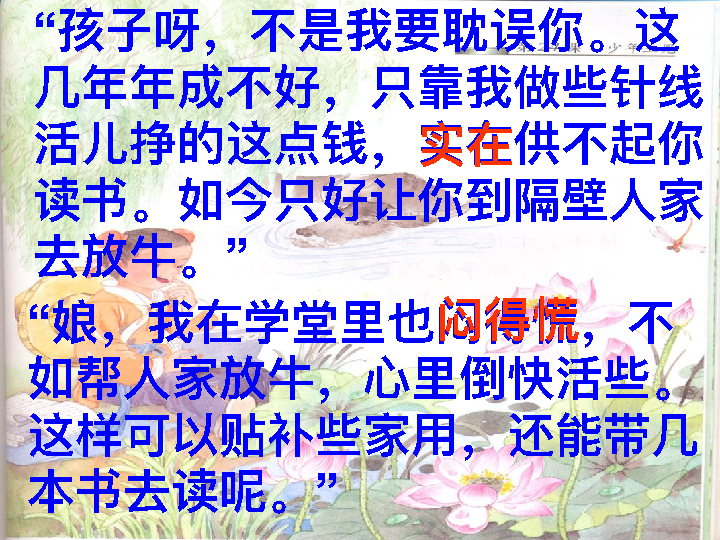 “孩子呀，不是我要耽误你。这
几年年成不好，只靠我做些针线
活儿挣的这点钱，实在供不起你
读书。如今只好让你到隔壁人家
去放牛。”
“娘，我在学堂里也闷得慌，不
如帮人家放牛，心里倒快活些。
这样可以贴补些家用，还能带几
本书去读呢。”